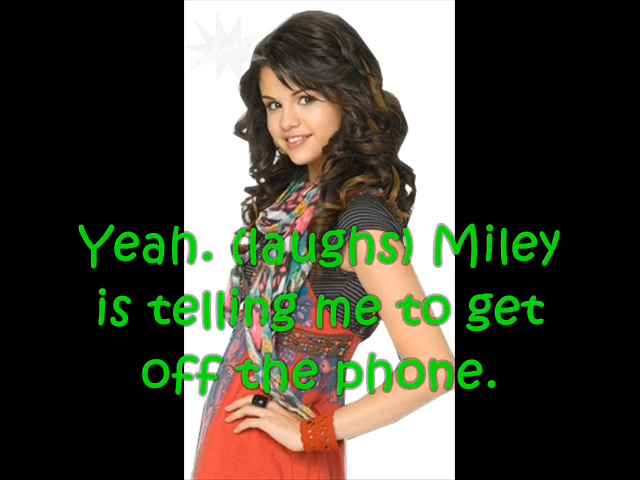 Yeah. (laughs) Miley
is telling me to get
off the phone.